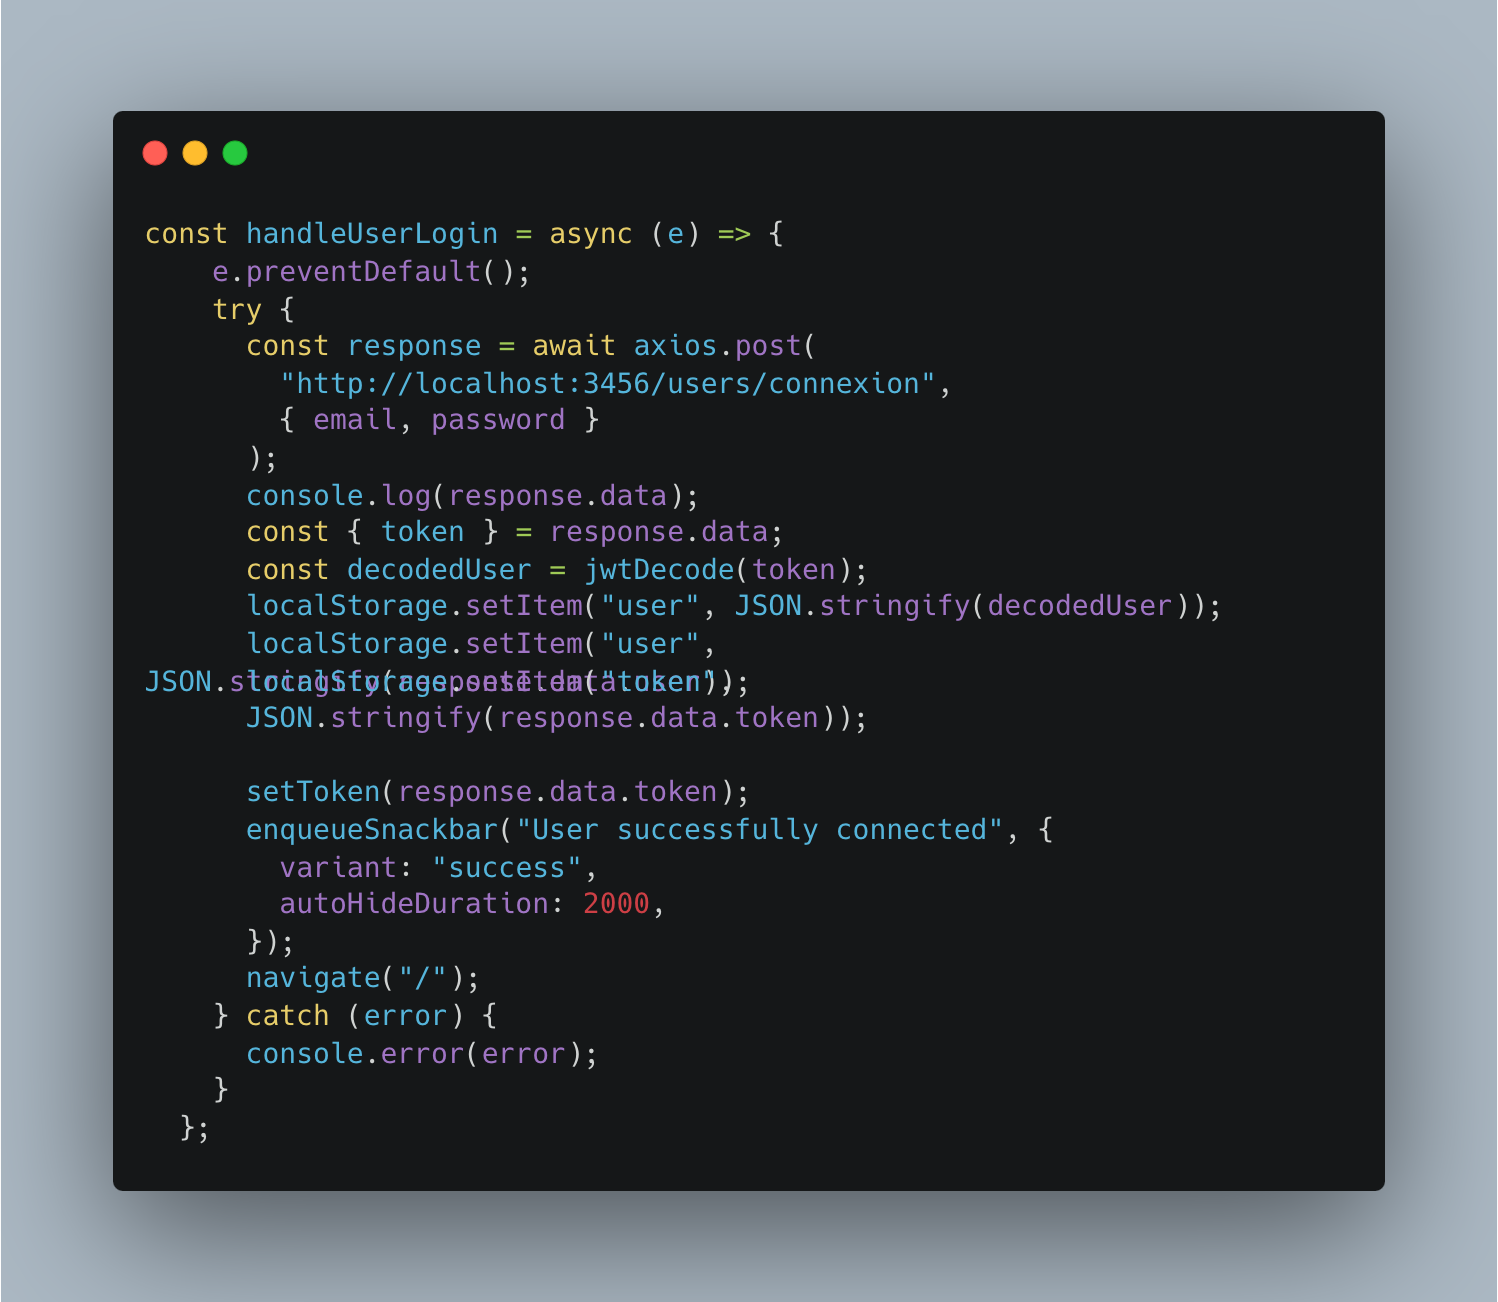 const handleUserLogin = async (e) => {
e.preventDefault();
try {
const response = await axios.post(
"http://localhost:3456/users/connexion",
{ email, password }
);
console.log(response.data);
const { token } = response.data;
const decodedUser = jwtDecode(token);
localStorage.setItem("user", JSON.stringify(decodedUser));
localStorage.setItem("user",
JSON.stringify(response.data.user));
localStorage.setItem("token",
JSON.stringify(response.data.token));
setToken(response.data.token);
enqueueSnackbar("User successfully connected", {
variant: "success",
autoHideDuration: 2000,
});
navigate("/");
} catch (error) {
console.error(error);
}
};